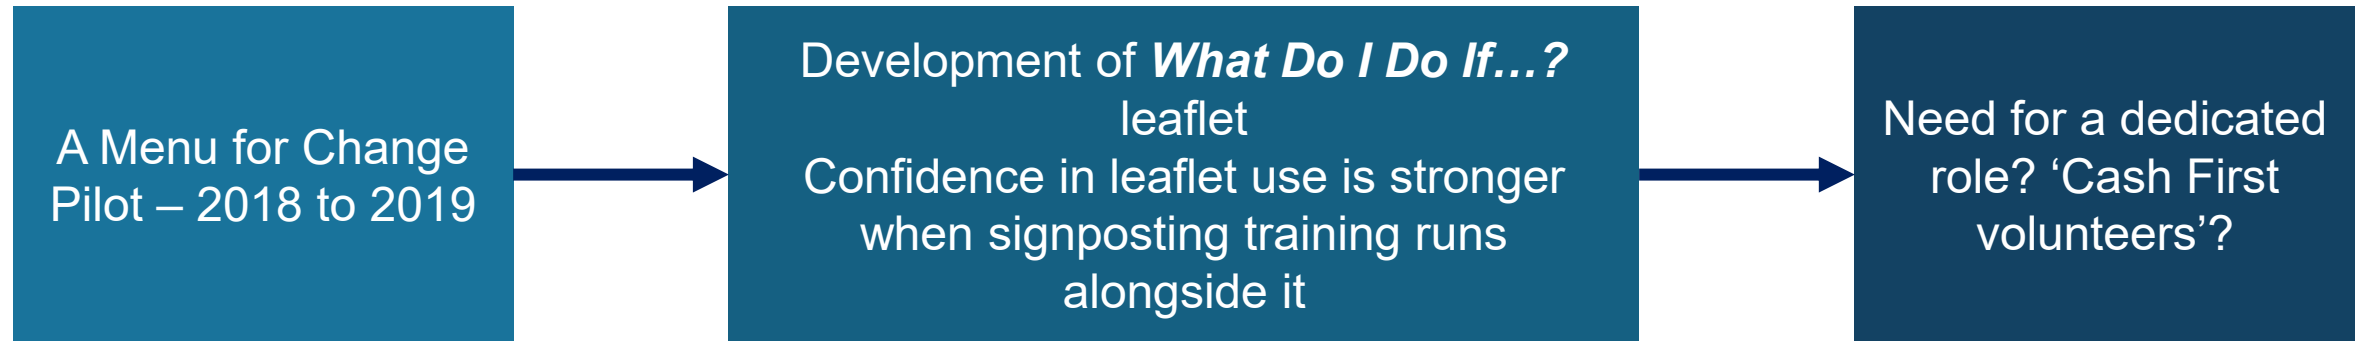 A Menu for Change
Pilot – 2018 to 2019
Development of What Do I Do If...?
leaflet
Confidence in leaflet use is stronger
when signposting training runs
alongside it
Need for a dedicated
role? ‘Cash First
volunteers’?